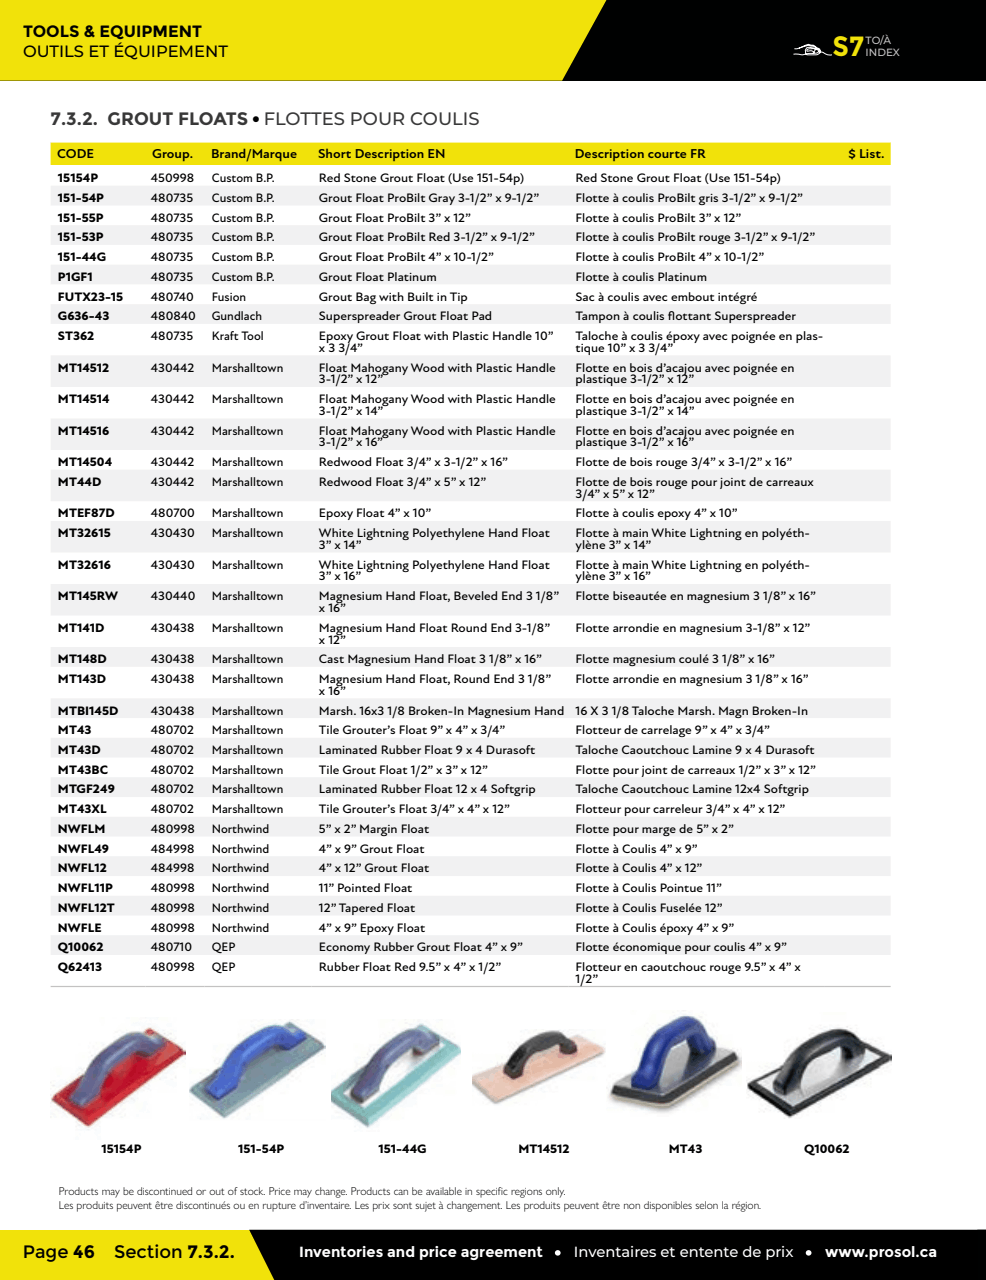 TOOLS & EQUIPMENT
OUTILS ET ÉQUIPEMENT
S7 TO/À INDEX
7.3.2. GROUT FLOATS • FLOTTES POUR COULIS
CODE Group. Brand/Marque Short Description EN Description courte FR $ List.
15154P 450998 Custom B.P. Red Stone Grout Float (Use 151-54p) Red Stone Grout Float (Use 151-54p)
151-54P 480735 Custom B.P. Grout Float ProBilt Gray 3-1/2” x 9-1/2” Flotte à coulis ProBilt gris 3-1/2” x 9-1/2”
151-55P 480735 Custom B.P. Grout Float ProBilt 3” x 12” Flotte à coulis ProBilt 3” x 12”
151-53P 480735 Custom B.P. Grout Float ProBilt Red 3-1/2” x 9-1/2” Flotte à coulis ProBilt rouge 3-1/2” x 9-1/2”
151-44G 480735 Custom B.P. Grout Float ProBilt 4” x 10-1/2” Flotte à coulis ProBilt 4” x 10-1/2”
P1GF1 480735 Custom B.P. Grout Float Platinum Flotte à coulis Platinum
FUTX23-15 480740 Fusion Grout Bag with Built in Tip Sac à coulis avec embout intégré
G636-43 480840 Gundlach Superspreader Grout Float Pad Tampon à coulis flottant Superspreader
ST362 480735 Kraft Tool Epoxy Grout Float with Plastic Handle 10” Taloche à coulis époxy avec poignée en plas-
x 3 3/4” tique 10” x 3 3/4”
MT14512 430442 Marshalltown Float Mahogany Wood with Plastic Handle Flotte en bois d’acajou avec poignée en
3-1/2” x 12” plastique 3-1/2” x 12”
MT14514 430442 Marshalltown Float Mahogany Wood with Plastic Handle Flotte en bois d’acajou avec poignée en
3-1/2” x 14” plastique 3-1/2” x 14”
MT14516 430442 Marshalltown Float Mahogany Wood with Plastic Handle Flotte en bois d’acajou avec poignée en
3-1/2” x 16” plastique 3-1/2” x 16”
MT14504 430442 Marshalltown Redwood Float 3/4” x 3-1/2” x 16” Flotte de bois rouge 3/4” x 3-1/2” x 16”
MT44D 430442 Marshalltown Redwood Float 3/4” x 5” x 12” Flotte de bois rouge pour joint de carreaux
3/4” x 5” x 12”
MTEF87D 480700 Marshalltown Epoxy Float 4” x 10” Flotte à coulis epoxy 4” x 10”
MT32615 430430 Marshalltown White Lightning Polyethylene Hand Float Flotte à main White Lightning en polyéth-
3” x 14” ylène 3” x 14”
MT32616 430430 Marshalltown White Lightning Polyethylene Hand Float Flotte à main White Lightning en polyéth-
3” x 16” ylène 3” x 16”
MT145RW 430440 Marshalltown Magnesium Hand Float, Beveled End 3 1/8” Flotte biseautée en magnesium 3 1/8” x 16”
x 16”
MT141D 430438 Marshalltown Magnesium Hand Float Round End 3-1/8” Flotte arrondie en magnesium 3-1/8” x 12”
x 12”
MT148D 430438 Marshalltown Cast Magnesium Hand Float 3 1/8” x 16” Flotte magnesium coulé 3 1/8” x 16”
MT143D 430438 Marshalltown Magnesium Hand Float, Round End 3 1/8” Flotte arrondie en magnesium 3 1/8” x 16”
x 16”
MTBI145D 430438 Marshalltown Marsh. 16x3 1/8 Broken-In Magnesium Hand 16 X 3 1/8 Taloche Marsh. Magn Broken-In
MT43 480702 Marshalltown Tile Grouter’s Float 9” x 4” x 3/4” Flotteur de carrelage 9” x 4” x 3/4”
MT43D 480702 Marshalltown Laminated Rubber Float 9 x 4 Durasoft Taloche Caoutchouc Lamine 9 x 4 Durasoft
MT43BC 480702 Marshalltown Tile Grout Float 1/2” x 3” x 12” Flotte pour joint de carreaux 1/2” x 3” x 12”
MTGF249 480702 Marshalltown Laminated Rubber Float 12 x 4 Softgrip Taloche Caoutchouc Lamine 12x4 Softgrip
MT43XL 480702 Marshalltown Tile Grouter’s Float 3/4” x 4” x 12” Flotteur pour carreleur 3/4” x 4” x 12”
NWFLM 480998 Northwind 5” x 2” Margin Float Flotte pour marge de 5” x 2”
NWFL49 484998 Northwind 4” x 9” Grout Float Flotte à Coulis 4” x 9”
NWFL12 484998 Northwind 4” x 12” Grout Float Flotte à Coulis 4” x 12”
NWFL11P 480998 Northwind 11” Pointed Float Flotte à Coulis Pointue 11”
NWFL12T 480998 Northwind 12” Tapered Float Flotte à Coulis Fuselée 12”
NWFLE 480998 Northwind 4” x 9” Epoxy Float Flotte à Coulis époxy 4” x 9”
Q10062 480710 QEP Economy Rubber Grout Float 4” x 9” Flotte économique pour coulis 4” x 9”
Q62413 480998 QEP Rubber Float Red 9.5” x 4” x 1/2” Flotteur en caoutchouc rouge 9.5” x 4” x
1/2”
15154P 151-54P 151-44G MT14512 MT43 Q10062
Products may be discontinued or out of stock. Price may change. Products can be available in specific regions only.
Les produits peuvent être discontinués ou en rupture d’inventaire. Les prix sont sujet à changement. Les produits peuvent être non disponibles selon la région.
Page 46 Section 7.3.2. Inventories and price agreement • Inventaires et entente de prix • www.prosol.ca